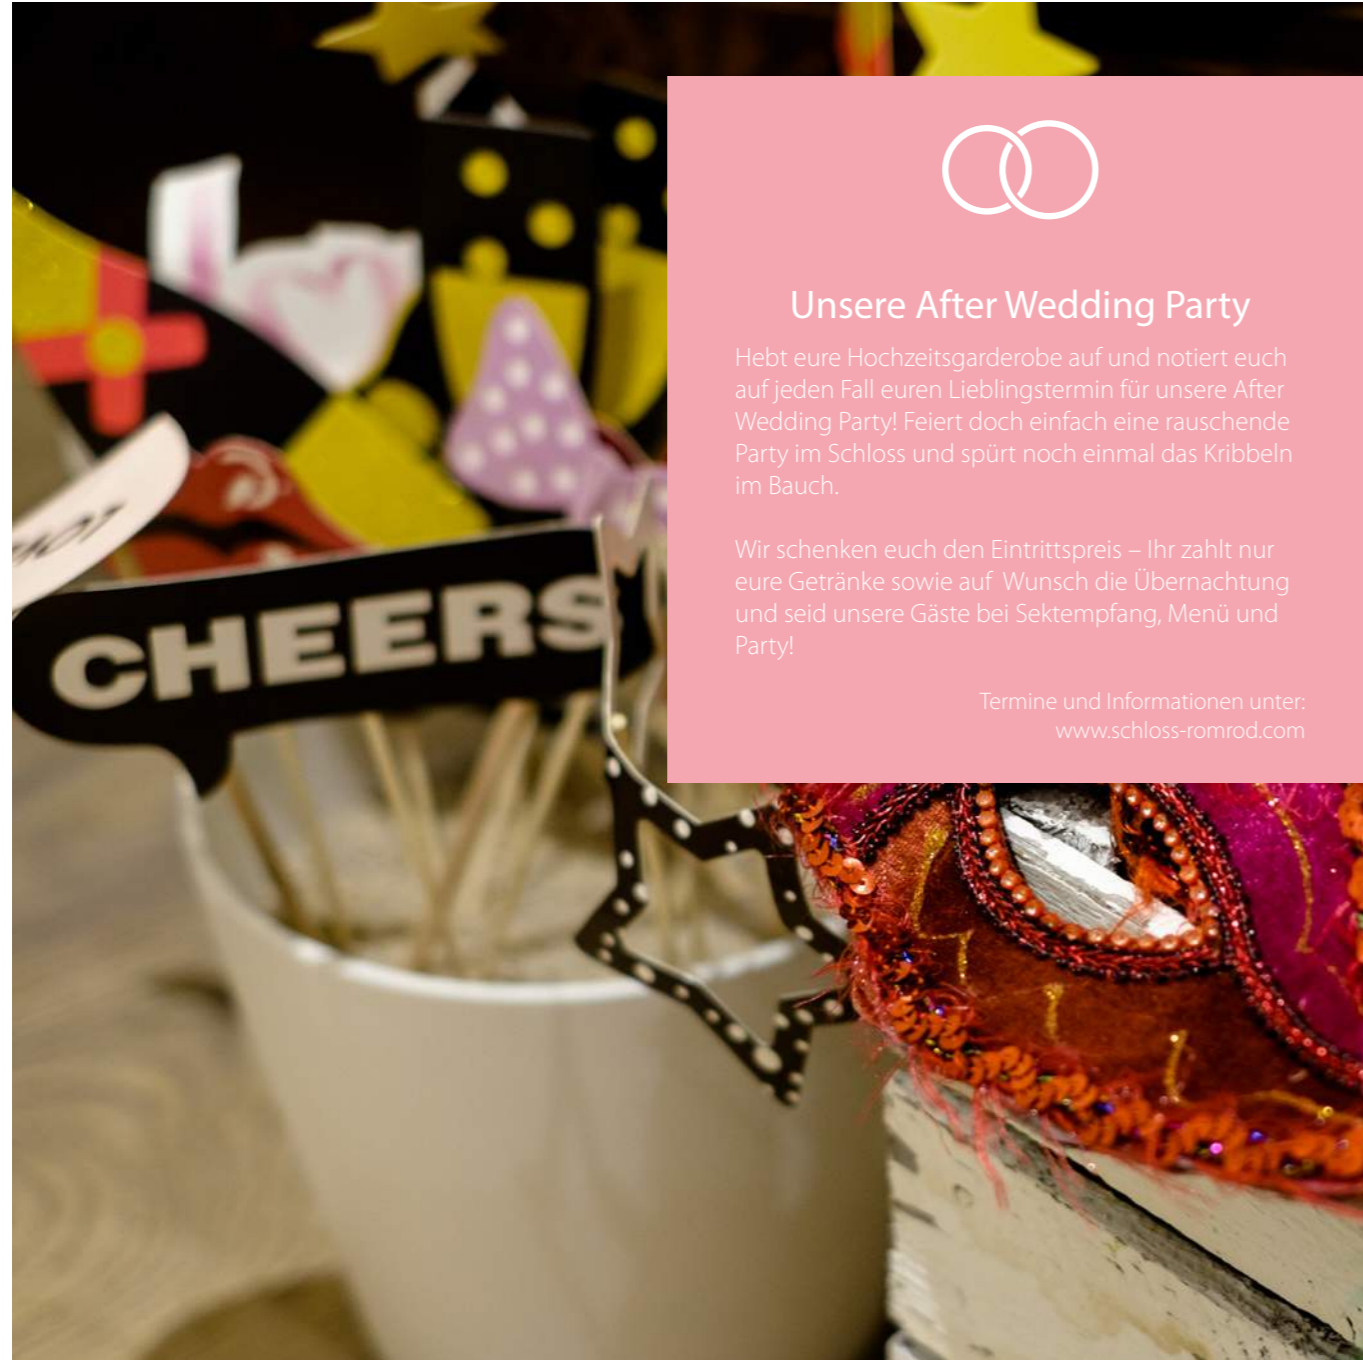 Unsere After Wedding Party
Hebt eure Hochzeitsgarderobe auf und notiert euch
auf jeden Fall euren Lieblingstermin für unsere After
Wedding Party! Feiert doch einfach eine rauschende
Party im Schloss und spürt noch einmal das Kribbeln
im Bauch.
Wir schenken euch den Eintrittspreis – Ihr zahlt nur
eure Getränke sowie auf Wunsch die Übernachtung
und seid unsere Gäste bei Sektempfang, Menü und
Party!
Termine und Informationen unter:
www.schloss-romrod.com
CHEERS